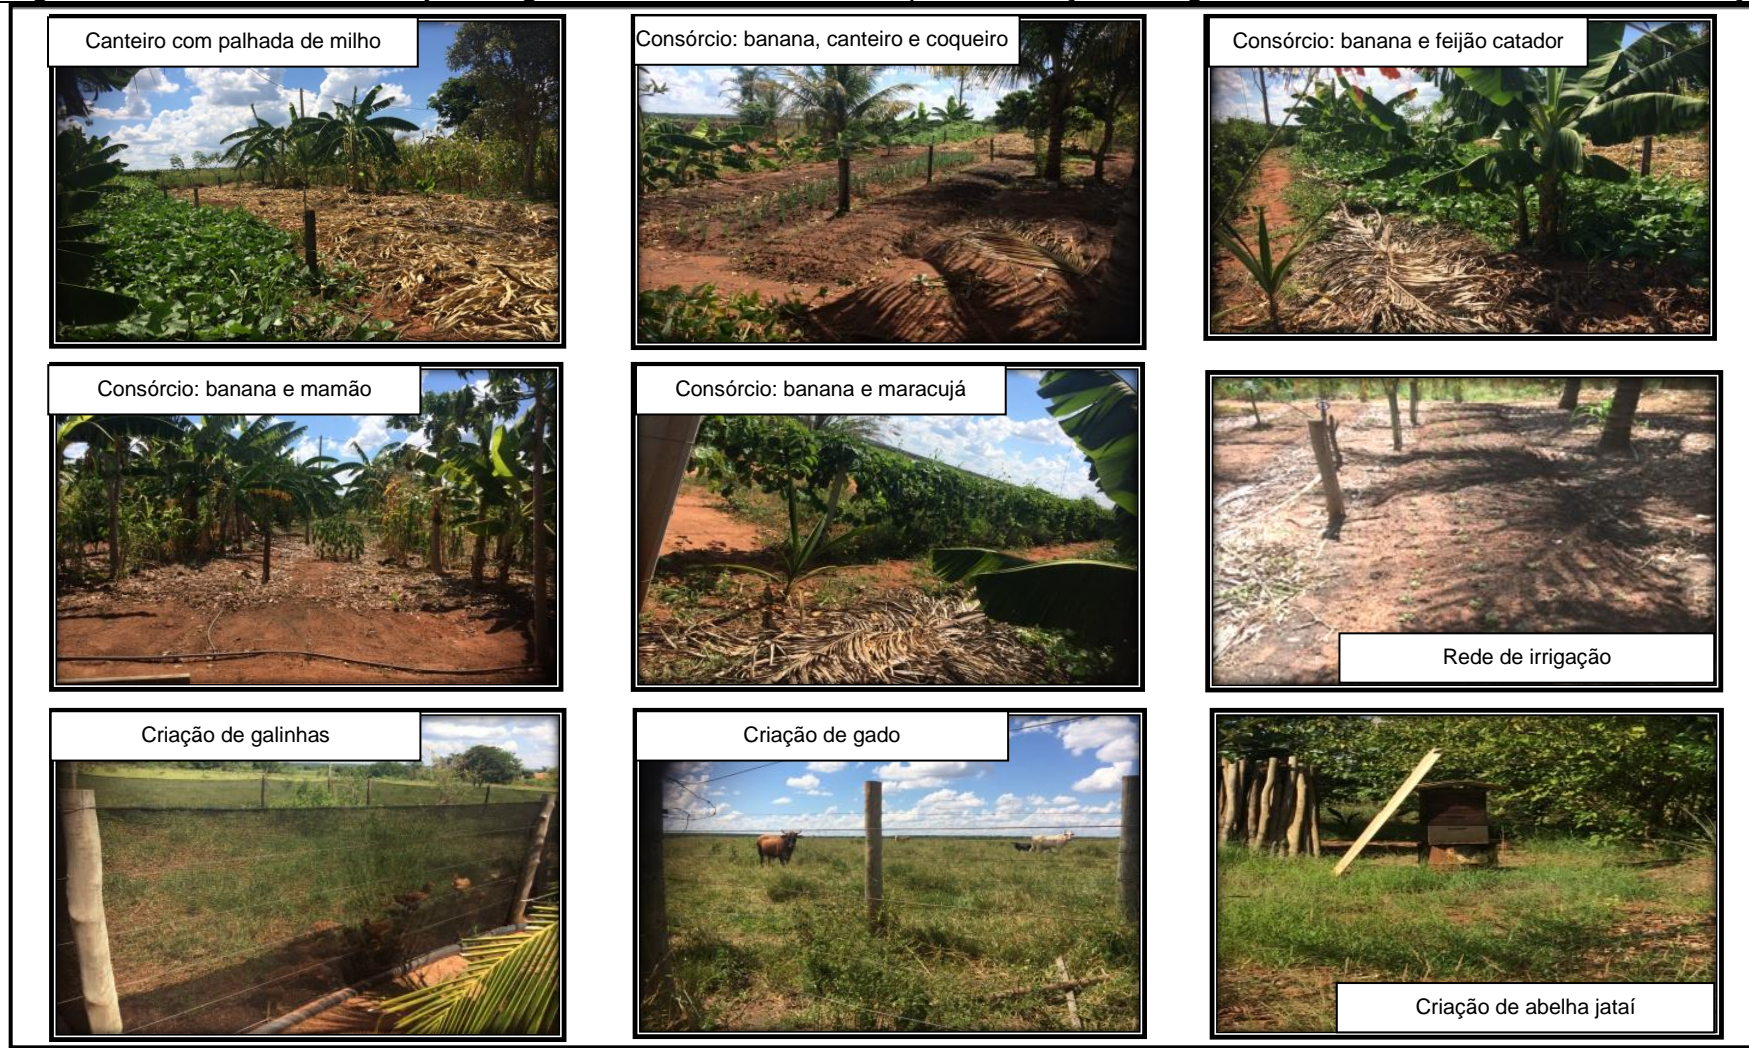 Canteiro com palhada de milho
Consórcio: banana, canteiro e coqueiro
Consórcio: banana e feijão catador
Consórcio: banana e mamão
Consórcio: banana e maracujá
Rede de irrigação
Criação de galinhas
Criação de gado
Criação de abelha jataí